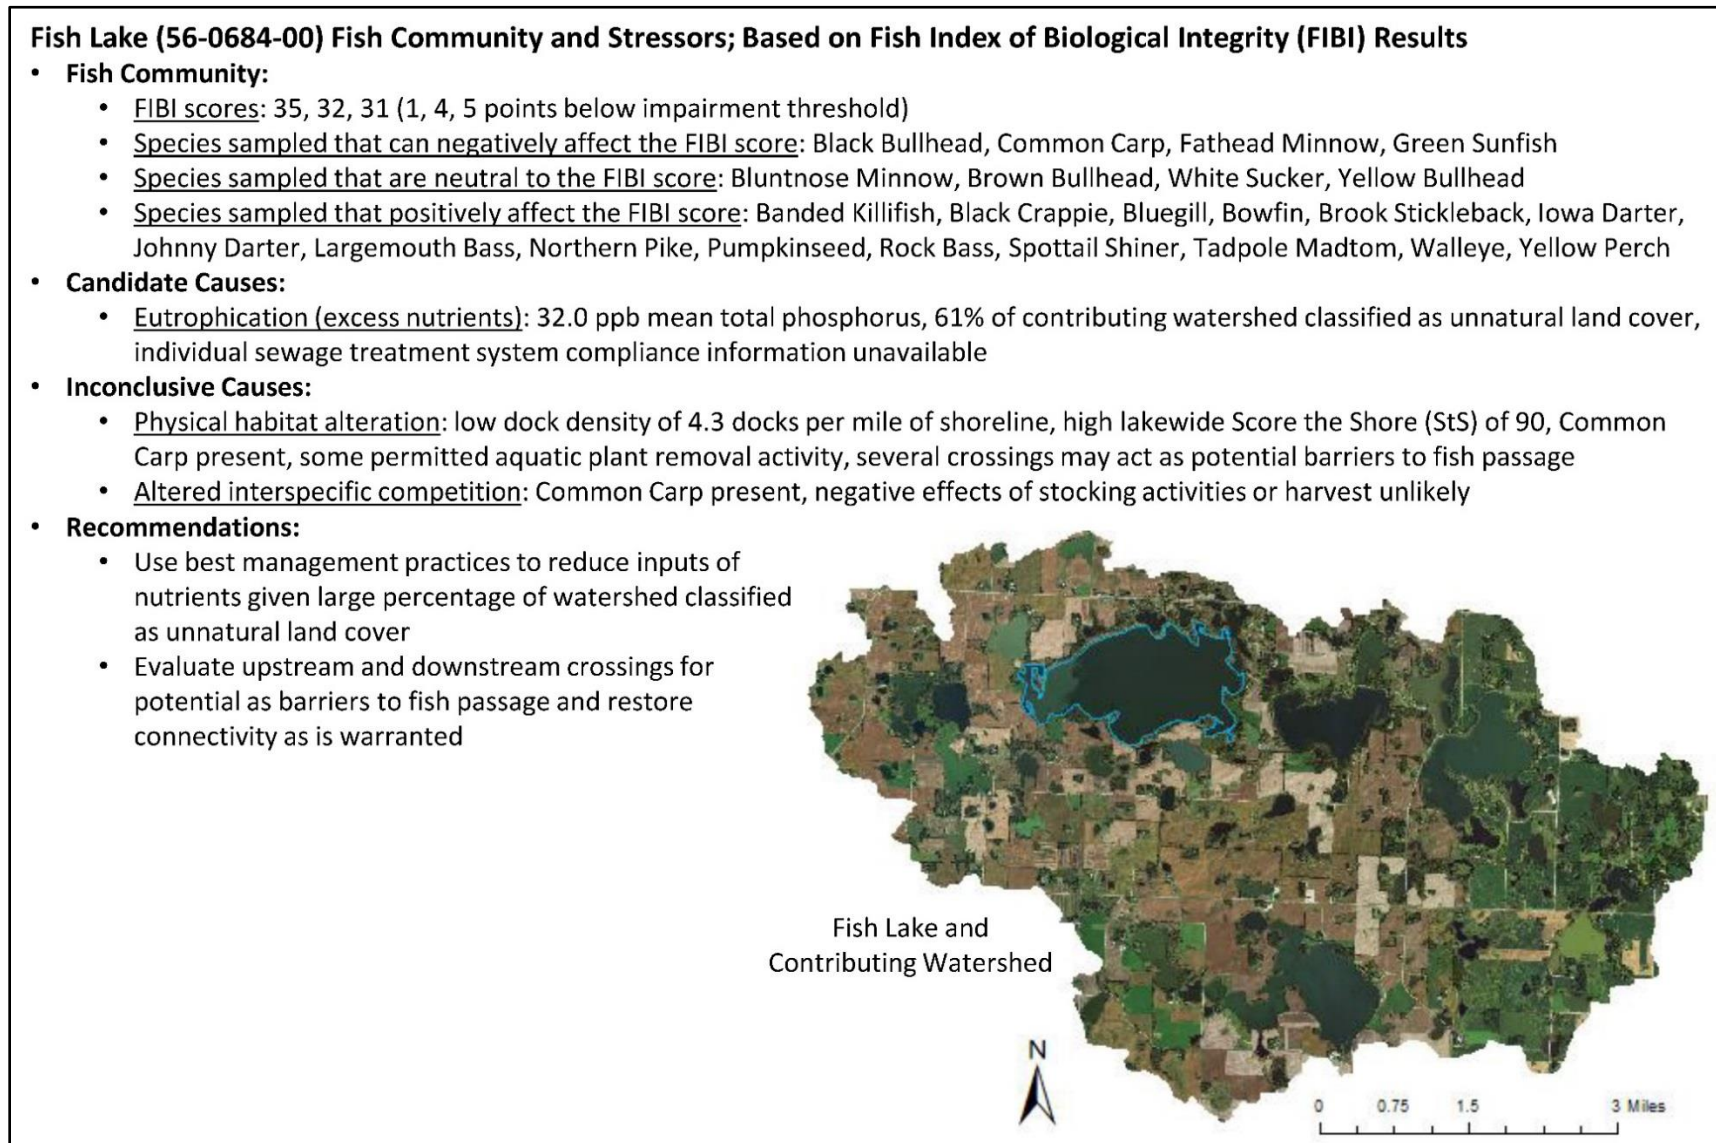 Fish Lake (56-0684-00) Fish Community and Stressors; Based on Fish Index of Biological Integrity (FIBI) Results
• Fish Community:
• FIBI scores: 35, 32, 31 (1, 4, 5 points below impairment threshold)
• Species sampled that can negatively affect the FIBI score: Black Bullhead, Common Carp, Fathead Minnow, Green Sunfish
• Species sampled that are neutral to the FIBI score: Bluntnose Minnow, Brown Bullhead, White Sucker, Yellow Bullhead
• Species sampled that positively affect the FIBI score: Banded Killifish, Black Crappie, Bluegill, Bowfin, Brook Stickleback, Iowa Darter,
Johnny Darter, Largemouth Bass, Northern Pike, Pumpkinseed, Rock Bass, Spottail Shiner, Tadpole Madtom, Walleye, Yellow Perch
• Candidate Causes:
• Eutrophication (excess nutrients): 32.0 ppb mean total phosphorus, 61% of contributing watershed classified as unnatural land cover,
individual sewage treatment system compliance information unavailable
• Inconclusive Causes:
• Physical habitat alteration: low dock density of 4.3 docks per mile of shoreline, high lakewide Score the Shore (StS) of 90, Common
Carp present, some permitted aquatic plant removal activity, several crossings may act as potential barriers to fish passage
• Altered interspecific competition: Common Carp present, negative effects of stocking activities or harvest unlikely
• Recommendations:
• Use best management practices to reduce inputs of
nutrients given large percentage of watershed classified
as unnatural land cover
• Evaluate upstream and downstream crossings for
potential as barriers to fish passage and restore
connectivity as is warranted
Fish Lake and
Contributing Watershed
N
0 0.75 1.5 3 Miles